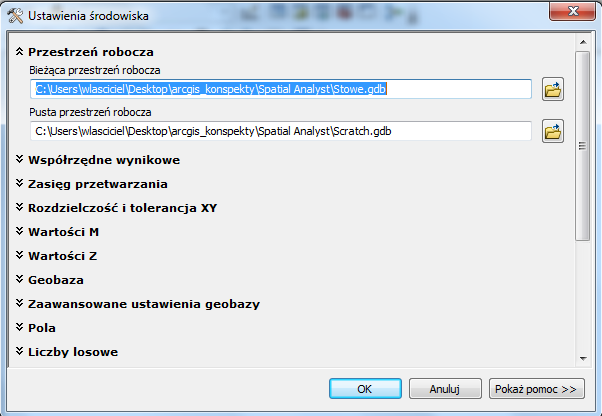 Ustawienia środowiska
Przestrzeń robocza
Bieżąca przestrzeń robocza
C:\Users\wlasciciel\Desktop\arcgis_konspekty\Spatial Analyst\Stowe.gdb
Pusta przestrzeń robocza
C:\Users\wlasciciel\Desktop\arcgis_konspekty\Spatial Analyst\Scratch.gdb
Współrzędne wynikowe
Zasięg przetwarzania
Rozdzielczość i tolerancja XY
Wartości M
Wartości Z
Geobaza
Zaawansowane ustawienia geobazy
Pola
Liczby losowe
OK Anuluj Pokaż pomoc >>